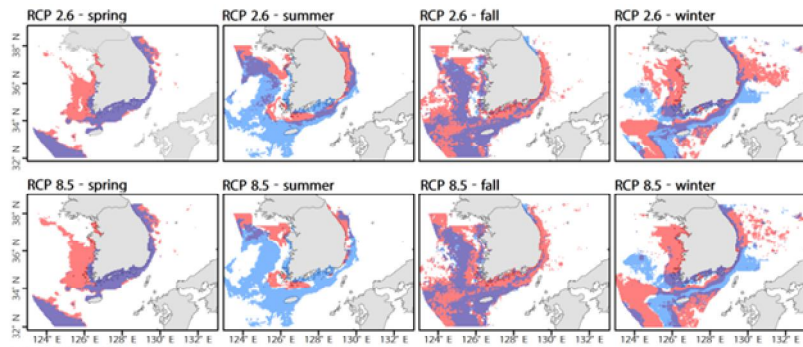 RCP 2.6 - spring RCP 2.6 - summer RCP 2.6 - fall RCP 2.6 - winter
38° N
36° N
34° N
32° N
RCP 8.5 - spring RCP 8.5 - summer RCP 8.5 - fall RCP 8.5 - winter
38° N
36° N
34° N
32° N
124° E 126° E 128° E 130° E 132° E 124° E 126° E 128° E 130° E 132° E 124° E 126° E 128° E 130° E 132° E 124° E 126° E 128° E 130° E 132° E